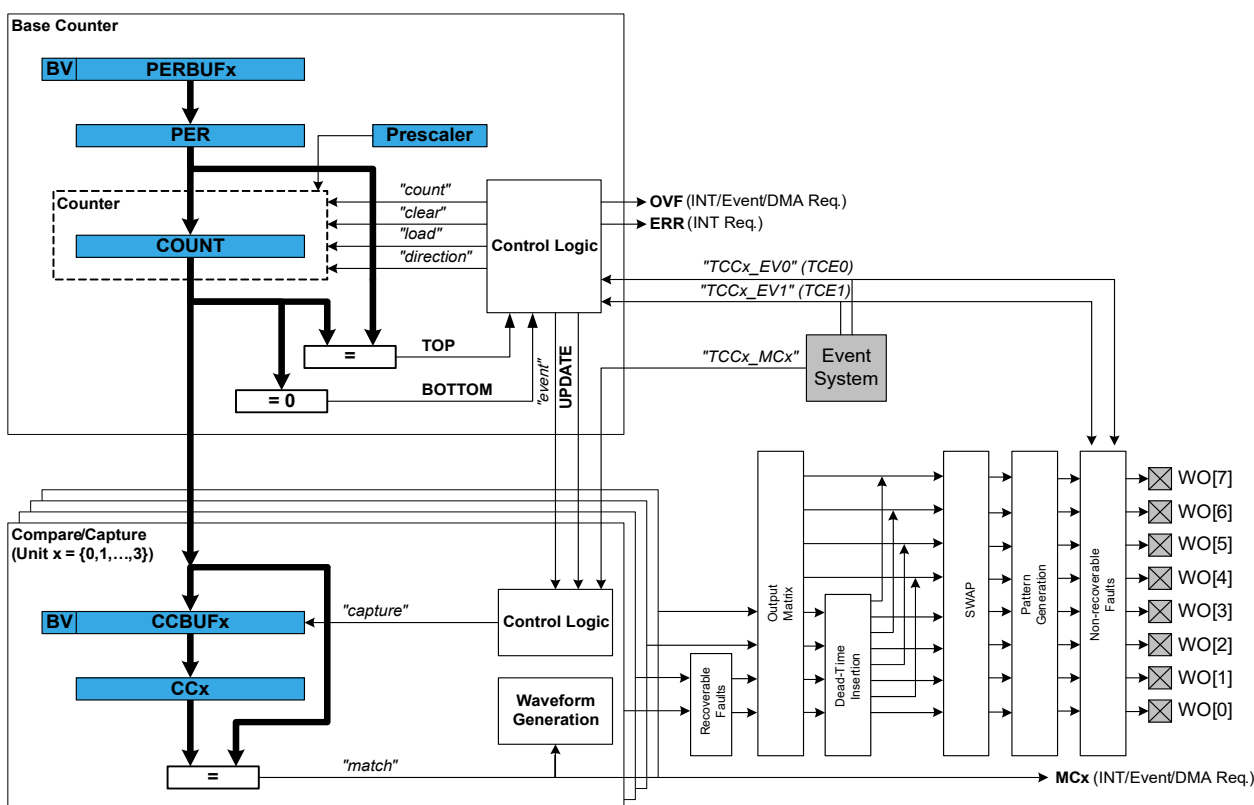 Base Counter
BV
PERBUFx
PER
Prescaler
Counter
COUNT
"count"
"clear"
"load"
"direction"
Control Logic
OVF (INT/Event/DMA Req.)
ERR (INT Req.)
"TCCx_EV0" (TCE0)
"TCCx_EV1" (TCE1)
"TCCx_MCx"
Event
System
=
TOP
= 0
BOTTOM
"event"
UPDATE
Compare/Capture
(Unit x = {0,1,…,3})
BV
CCBUFx
"capture"
Control Logic
CCx
Waveform
Generation
=
"match"
Recoverable
Faults
Output
Matrix
Dead-Time
Insertion
SWAP
Pattern
Generation
Non-recoverable
Faults
WO[7]
WO[6]
WO[5]
WO[4]
WO[3]
WO[2]
WO[1]
WO[0]
MCx (INT/Event/DMA Req.)